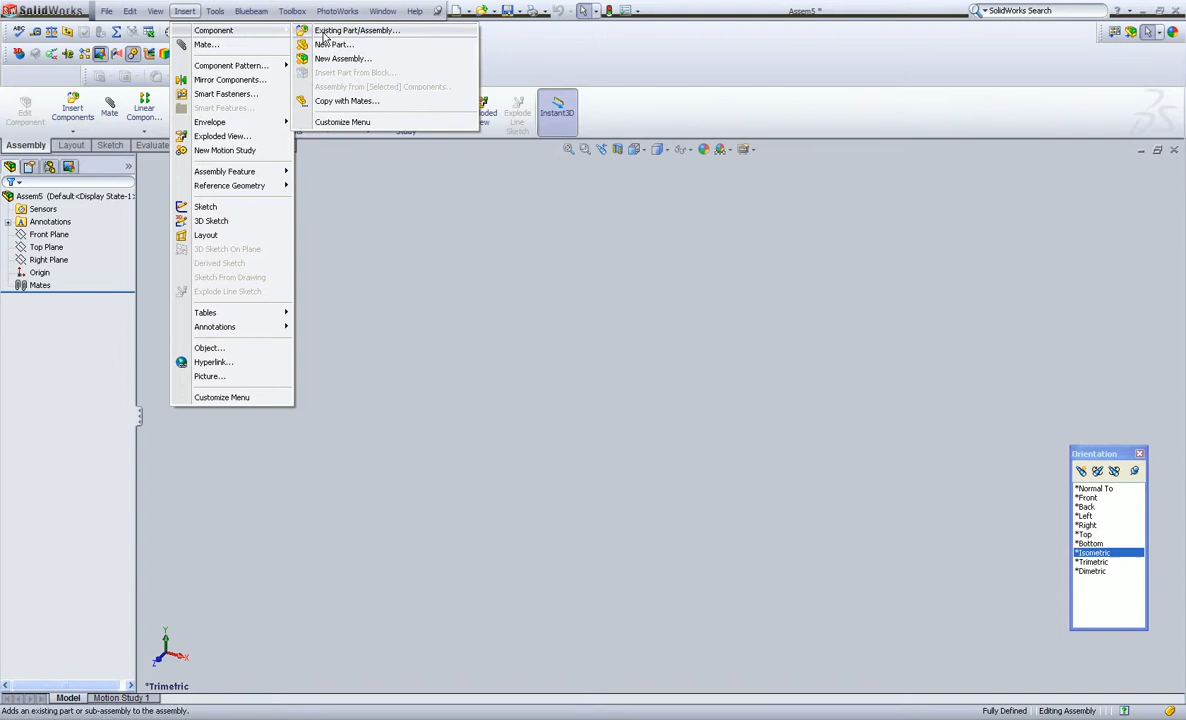 SolidWorks File Edit View Insert Tools Bluebeam Toolbox PhotoWorks Window Help Assem5 * SolidWorks Search
Component
Mate...
Component Pattern...
Mirror Components...
Smart Fasteners...
Smart Features...
Envelope
Exploded View...
New Motion Study
Assembly Feature
Reference Geometry
Sketch
3D Sketch
Layout
3D Sketch On Plane
Derived Sketch
Sketch From Drawing
Explode Line Sketch
Tables
Annotations
Object...
Hyperlink...
Picture...
Customize Menu
Existing Part/Assembly...
New Part...
New Assembly...
Insert Part from Block...
Assembly from [Selected] Components...
Copy with Mates...
Customize Menu
Edit
Component
Insert
Components
Mate
Linear
Component
Study
Explode
Line
Sketch
Instant3D
Assembly Layout Sketch Evaluate
Assem5 (Default<Display State-1>
Sensors
Annotations
Front Plane
Top Plane
Right Plane
Origin
Mates
Orientation
*Normal To
*Front
*Back
*Left
*Right
*Top
*Bottom
*Isometric
*Trimetric
*Dimetric
Y
X
Z
*Trimetric
Model Motion Study 1
Adds an existing part or sub-assembly to the assembly.
Fully Defined Editing Assembly